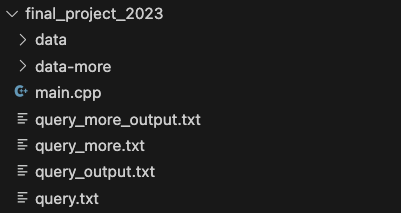 final_project_2023
data
data-more
main.cpp
query_more_output.txt
query_more.txt
query_output.txt
query.txt